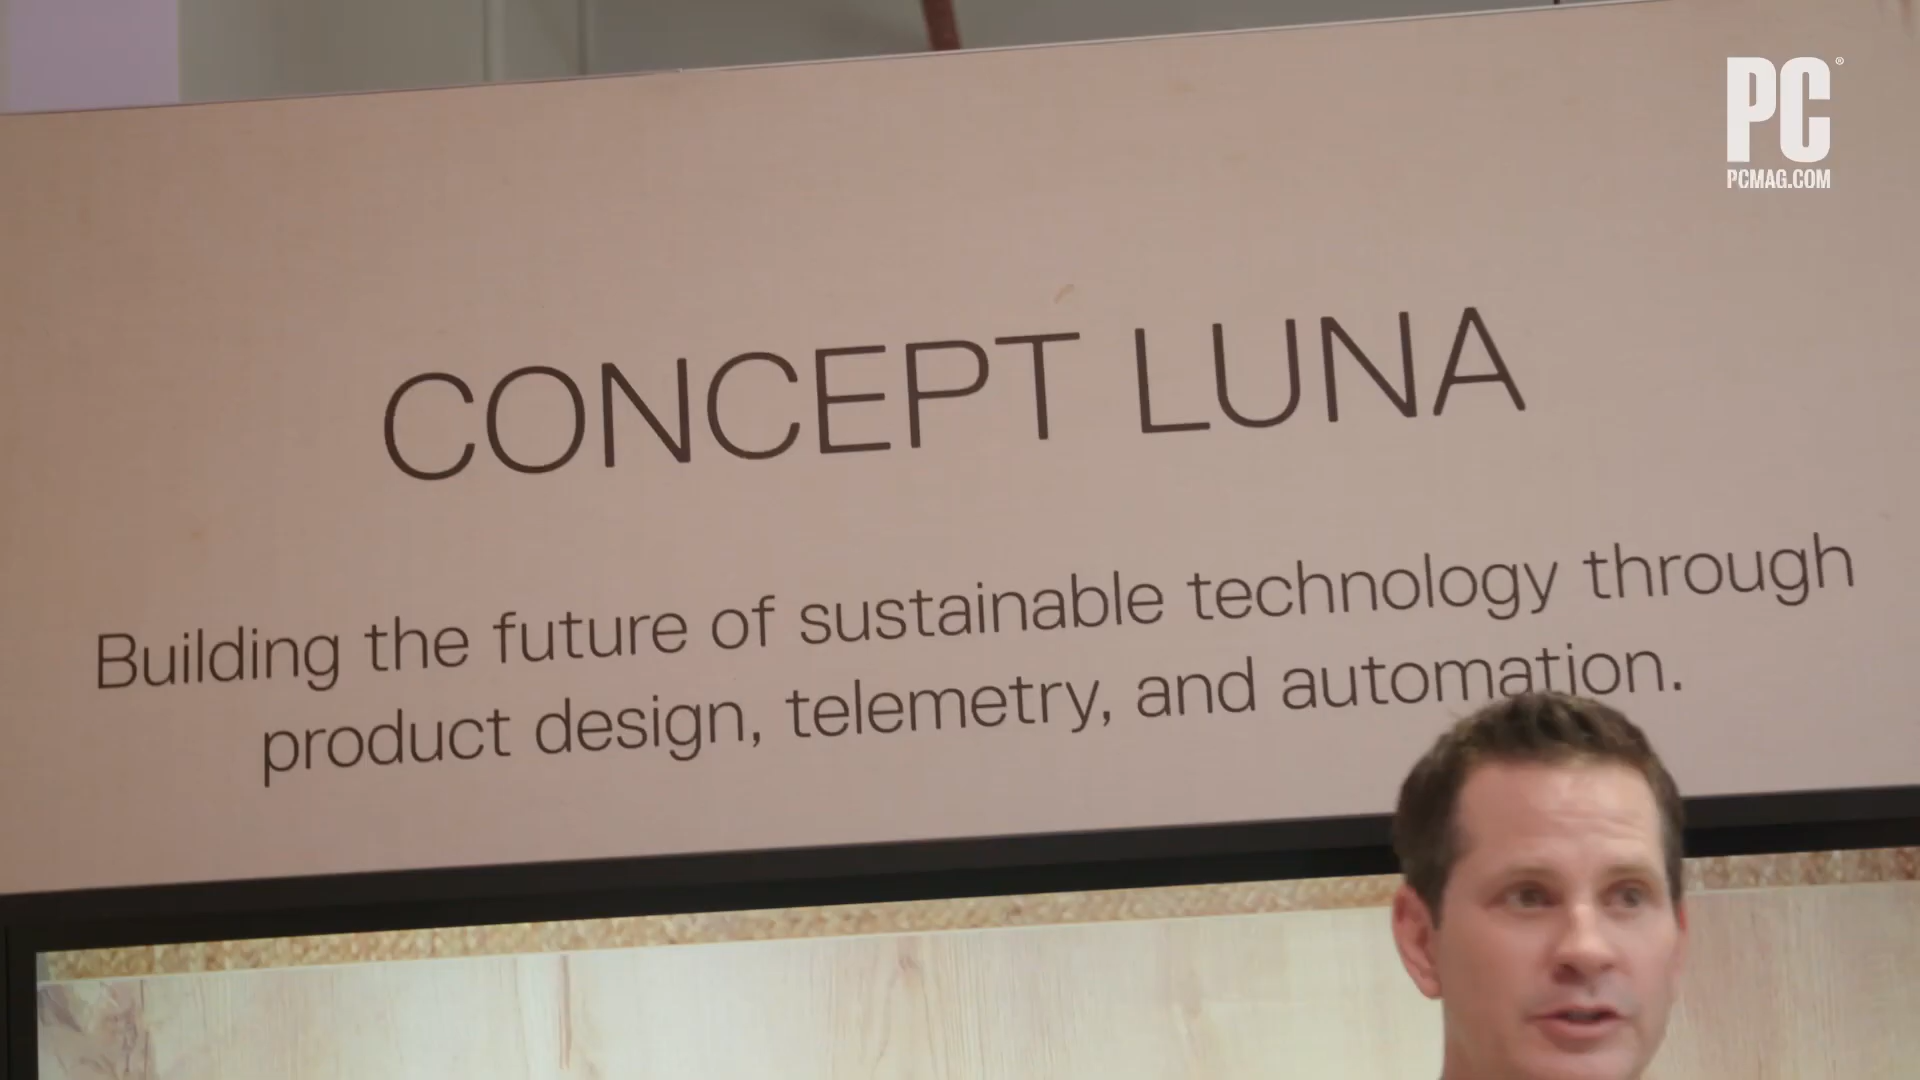 PC®
PCMAG.COM
CONCEPT LUNA
Building the future of sustainable technology through
product design, telemetry, and automation.